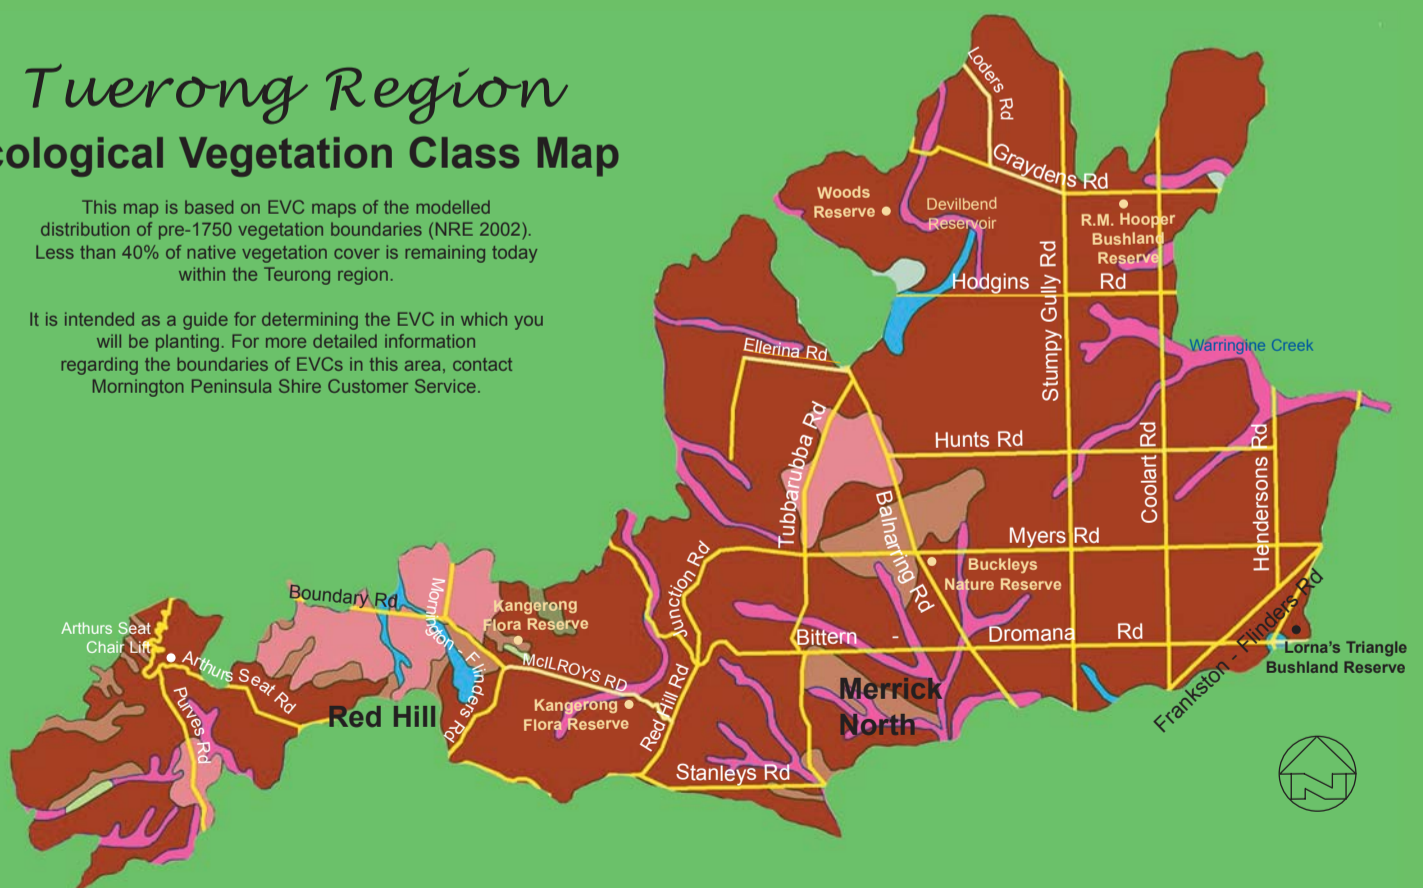 Tuerong Region
cological Vegetation Class Map
This map is based on EVC maps of the modelled
distribution of pre-1750 vegetation boundaries (NRE 2002).
Less than 40% of native vegetation cover is remaining today
within the Teurong region.
It is intended as a guide for determining the EVC in which you
will be planting. For more detailed information
regarding the boundaries of EVCs in this area, contact
Mornington Peninsula Shire Customer Service.
Loders Rd
Graydens Rd
Woods
Reserve
Devilbend
Reservoir
R.M. Hooper
Bushland
Reserve
Hodgins Rd
Stumpy Gully Rd
Warringine Creek
Ellerina Rd
Tubbarubba Rd
Hunts Rd
Coolart Rd
Hendersons Rd
Balnarring Rd
Myers Rd
Buckleys
Nature Reserve
Junction Rd
Boundary Rd
Mornington - Flinders Rd
Kangerong
Flora Reserve
Bittern - Dromana Rd
Frankston - Flinders Rd
Lorna's Triangle
Bushland Reserve
Arthurs Seat
Chair Lift
Arthurs Seat Rd
McILROYS RD
Purves Rd
Red Hill
Kangerong
Flora Reserve
Red Hill Rd
Merrick
North
Stanleys Rd
N